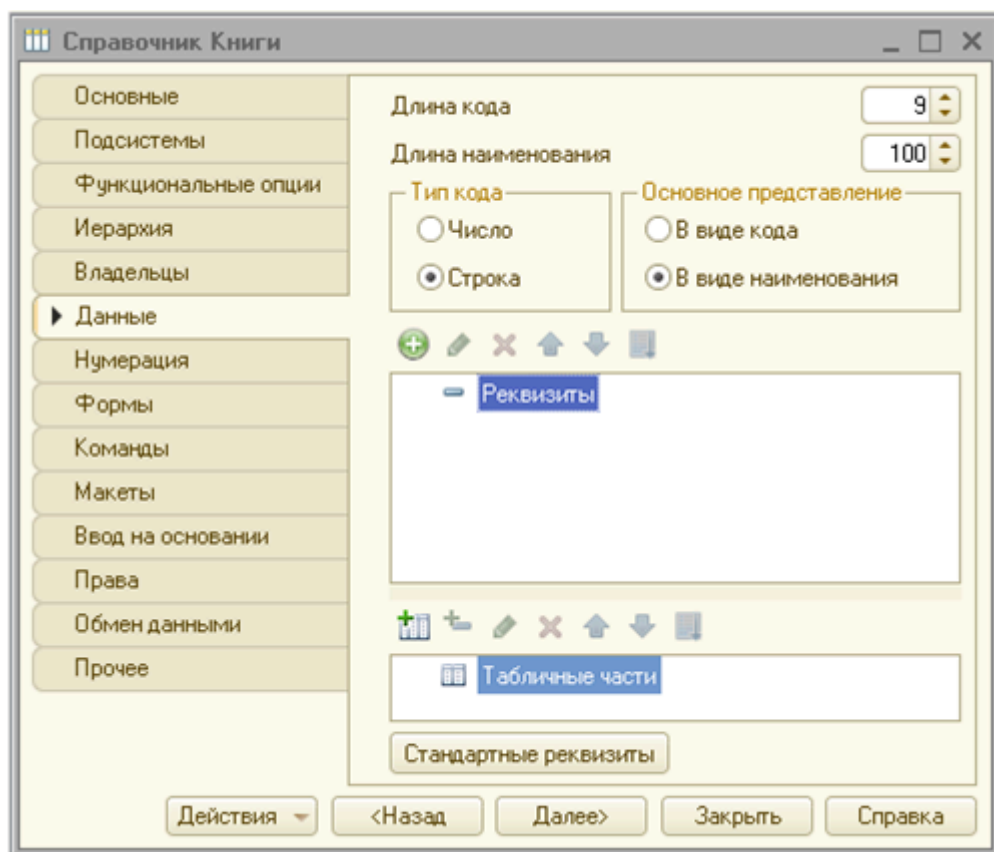 Справочник Книги
Основные
Подсистемы
Функциональные опции
Иерархия
Владельцы
Данные
Нумерация
Формы
Команды
Макеты
Ввод на основании
Права
Обмен данными
Прочее
Длина кода 9
Длина наименования 100
Тип кода
Число
Строка
Основное представление
В виде кода
В виде наименования
Реквизиты
Табличные части
Стандартные реквизиты
Действия <Назад Далее> Закрыть Справка